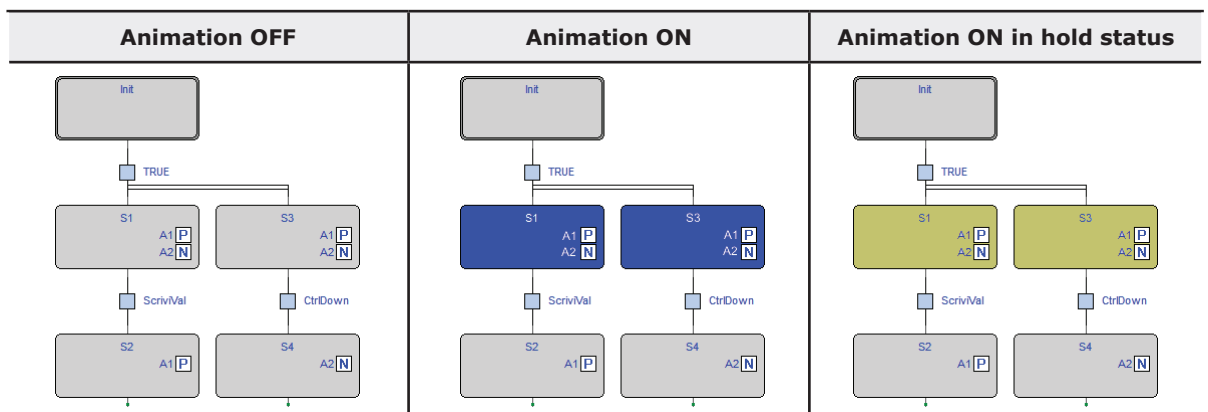 Animation OFF Animation ON Animation ON in hold status
Init Init Init
TRUE TRUE TRUE
S1 S3 S1 S3 S1 S3
A1 P A1 P A1 P A1 P A1 P A1 P
A2 N A2 N A2 N A2 N A2 N A2 N
ScriviVal CtrlDown ScriviVal CtrlDown ScriviVal CtrlDown
S2 S4 S2 S4 S2 S4
A1 P A2 N A1 P A2 N A1 P A2 N